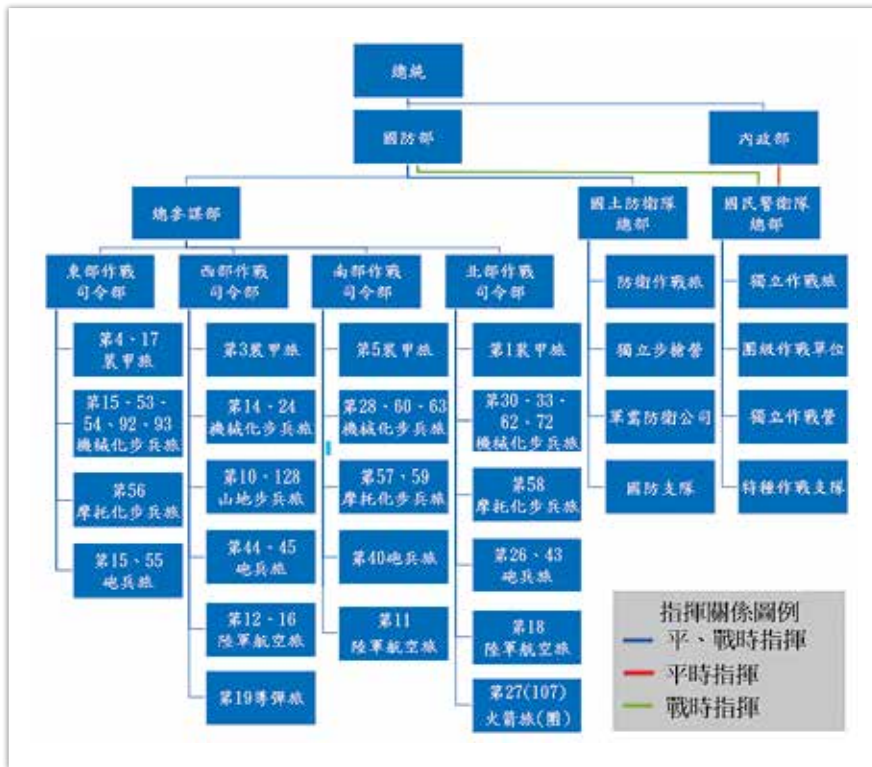 總統
國防部
內政部
總參謀部
國土防衛隊
總部
國民警衛隊
總部
東部作戰
司令部
西部作戰
司令部
南部作戰
司令部
北部作戰
司令部
第4、17
裝甲旅
第15、53、
54、92、93
機械化步兵旅
第56
摩托化步兵旅
第15、55
砲兵旅
第3裝甲旅
第14、24
機械化步兵旅
第10、128
山地步兵旅
第44、45
砲兵旅
第12、16
陸軍航空旅
第19導彈旅
第5裝甲旅
第28、60、63
機械化步兵旅
第57、59
摩托化步兵旅
第40砲兵旅
第11
陸軍航空旅
第1裝甲旅
第30、33、
62、72
機械化步兵旅
第58
摩托化步兵旅
第26、43
砲兵旅
第18
陸軍航空旅
第27(107)
火箭旅(團)
防衛作戰旅
獨立步槍營
軍需防衛公司
國防支隊
獨立作戰旅
團級作戰單位
獨立作戰營
特種作戰支隊
指揮關係圖例
平、戰時指揮
平時指揮
戰時指揮